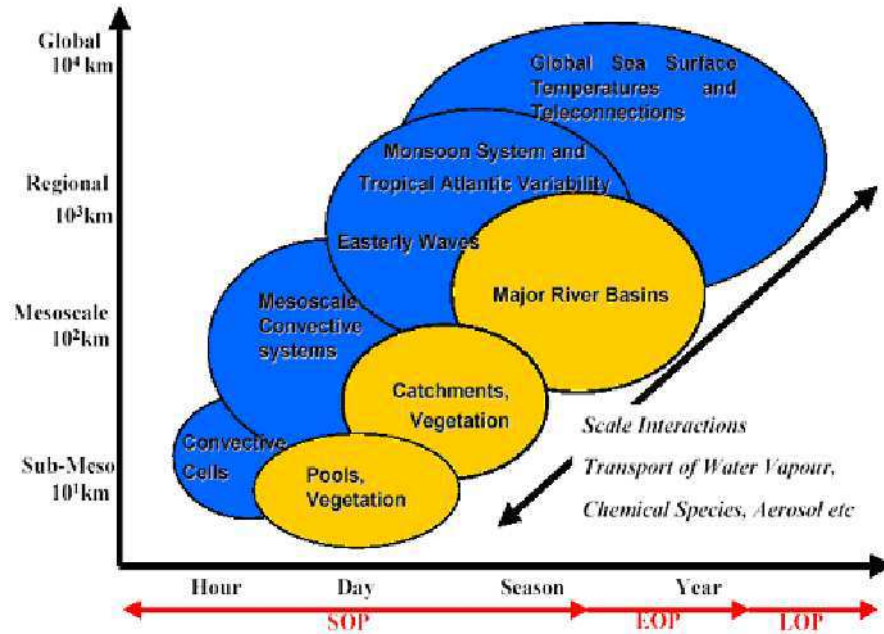 Global
10⁴ km
Global Sea Surface
Temperatures and
Teleconnections
Monsoon System and
Tropical Atlantic Variability
Regional
10³km
Easterly Waves
Major River Basins
Mesoscale
10²km
Mesoscale
Convective
systems
Catchments,
Vegetation
Scale Interactions
Transport of Water Vapour,
Chemical Species, Aerosol etc
Sub-Meso
10¹km
Convective
Cells
Pools,
Vegetation
Hour Day Season Year
SOP EOP LOP